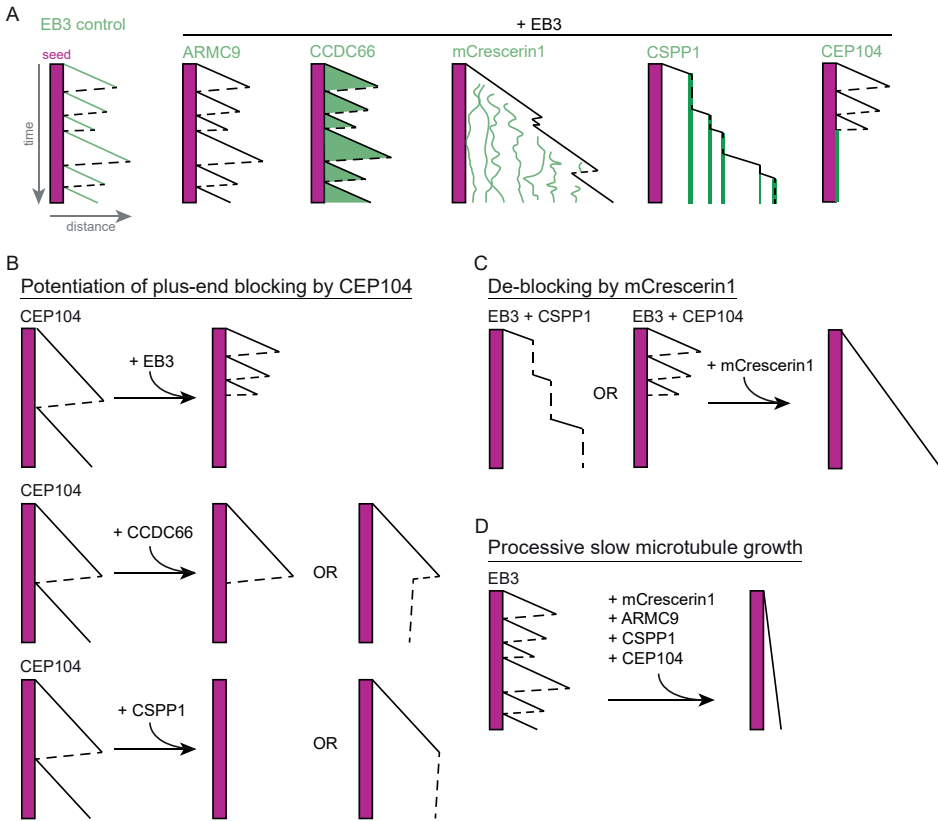 A
EB3 control
+ EB3
seed
ARMC9
CCDC66
mCrescerin1
CSPP1
CEP104
time
distance
B
Potentiation of plus-end blocking by CEP104
CEP104
+ EB3
CEP104
+ CCDC66
OR
CEP104
+ CSPP1
OR
C
De-blocking by mCrescerin1
EB3 + CSPP1
EB3 + CEP104
OR
+ mCrescerin1
D
Processive slow microtubule growth
EB3
+ mCrescerin1
+ ARMC9
+ CSPP1
+ CEP104